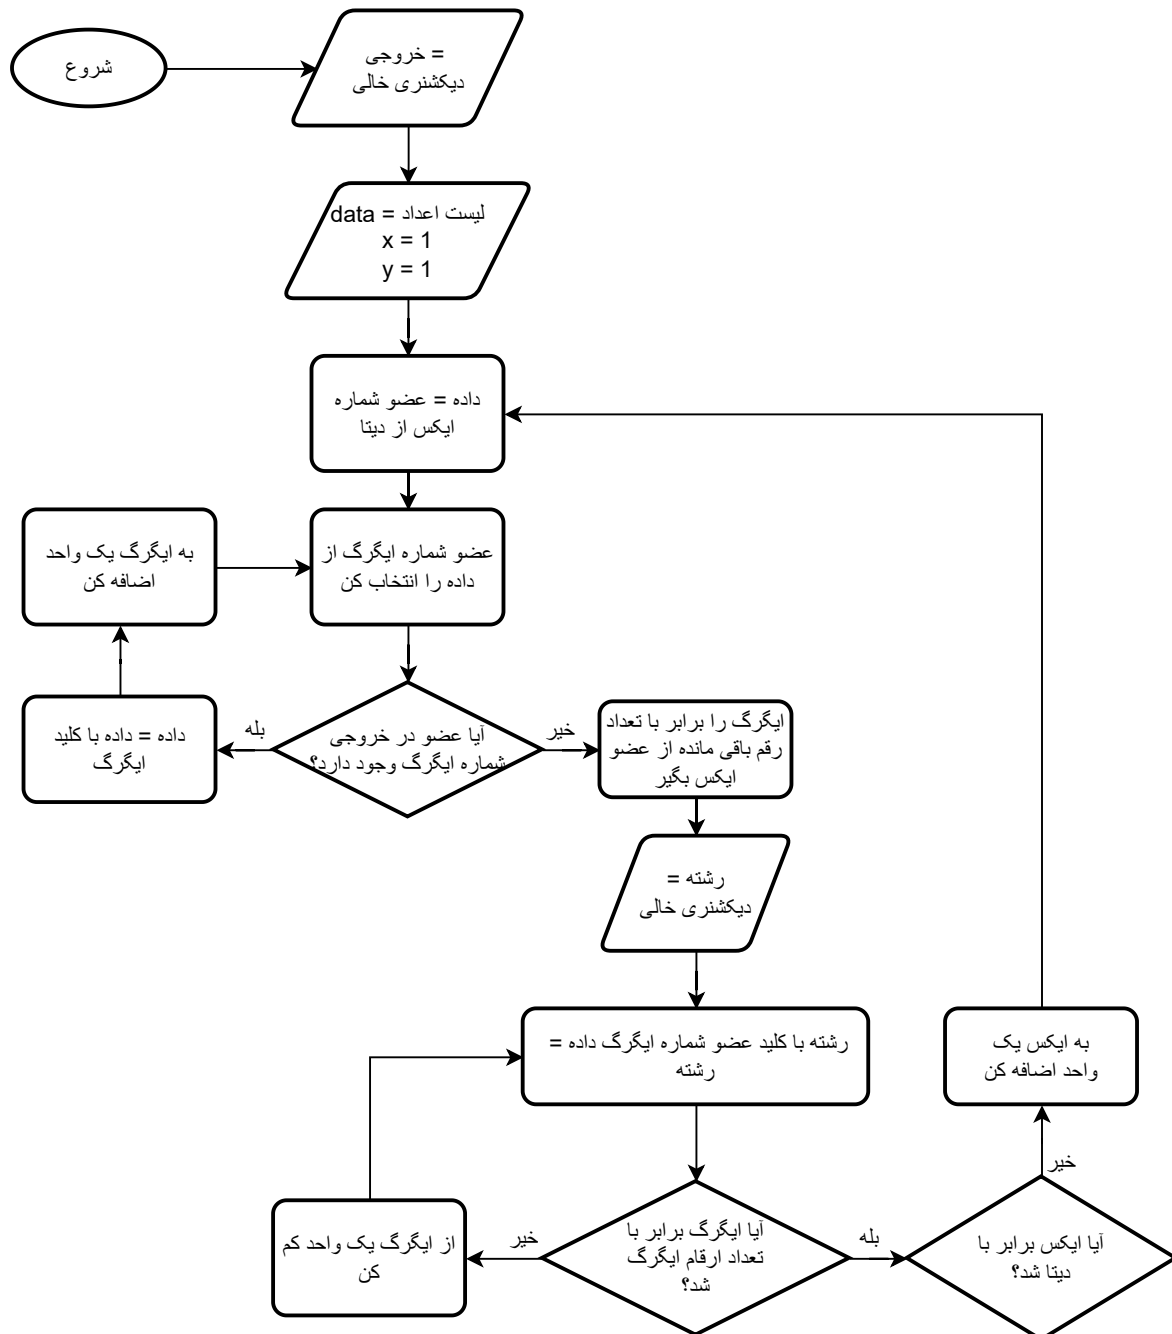 شروع
خروجی =
دیکشنری خالی
data = لیست اعداد
x = 1
y = 1
داده = عضو شماره
ایکس از دیتا
عضو شماره ایگرگ از
داده را انتخاب کن
به ایگرگ یک واحد
اضافه کن
داده = داده با کلید
ایگرگ
بله
آیا عضو در خروجی
شماره ایگرگ وجود دارد؟
خیر
ایگرگ را برابر با تعداد
رقم باقی مانده از عضو
ایکس بگیر
رشته =
دیکشنری خالی
رشته با کلید عضو شماره ایگرگ داده =
رشته
به ایکس یک
واحد اضافه کن
خیر
از ایگرگ یک واحد کم
کن
خیر
آیا ایگرگ برابر با
تعداد ارقام ایگرگ
شد؟
بله
آیا ایکس برابر با
دیتا شد؟